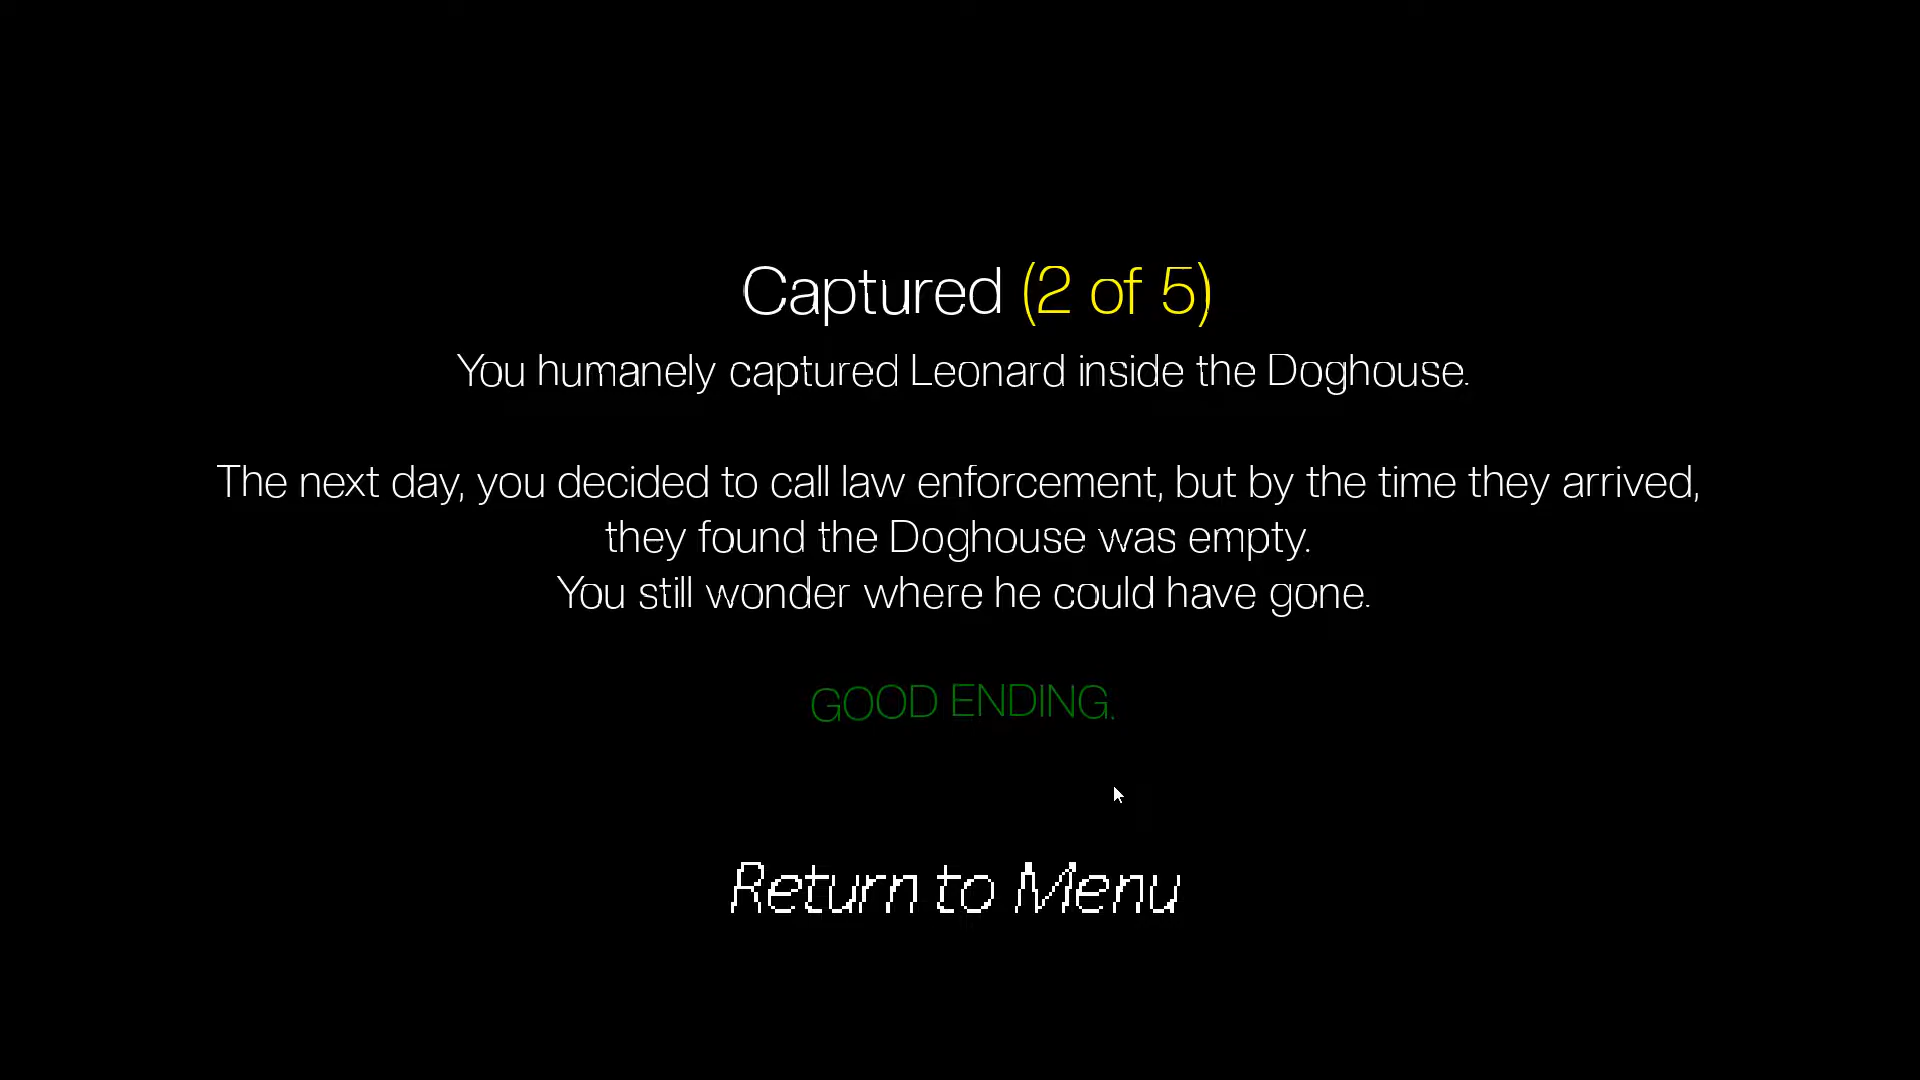 Captured (2 of 5)
You humanely captured Leonard inside the Doghouse.
The next day, you decided to call law enforcement, but by the time they arrived,
they found the Doghouse was empty.
You still wonder where he could have gone.
GOOD ENDING.
Return to Menu